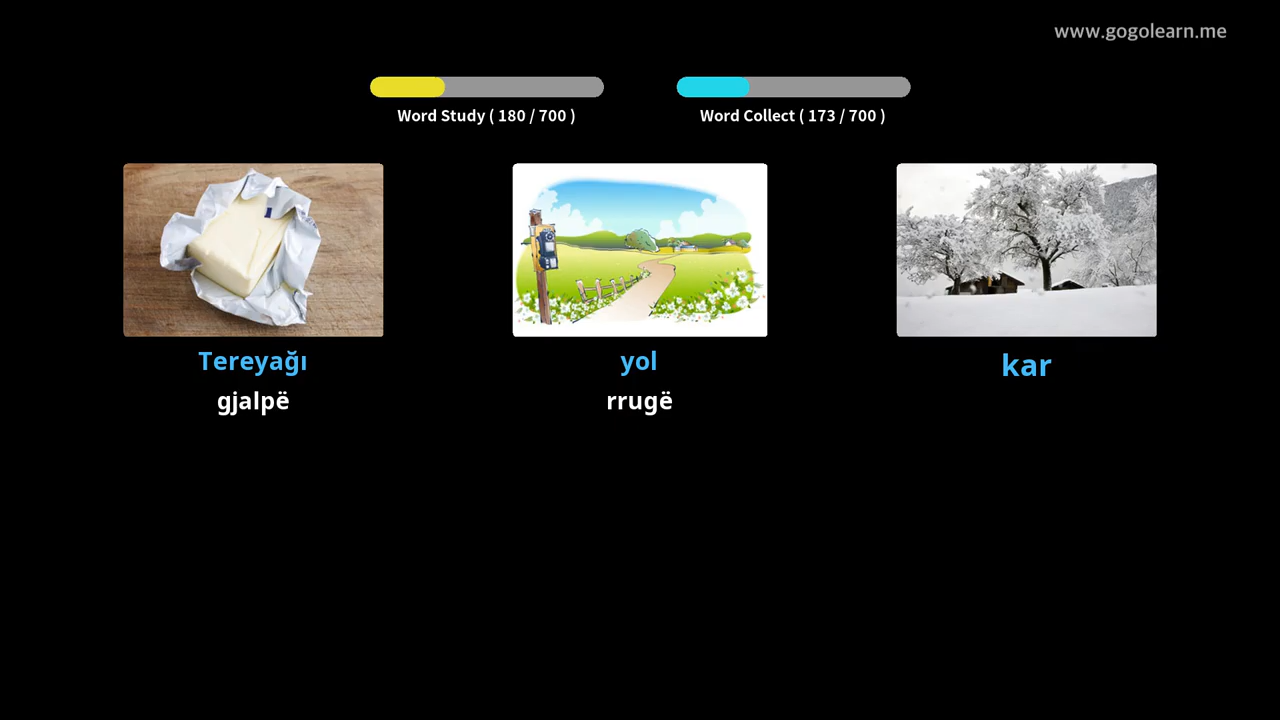 www.gogolearn.me
Word Study ( 180 / 700 )
Word Collect ( 173 / 700 )
Tereyağı
gjalpë
yol
rrugë
kar